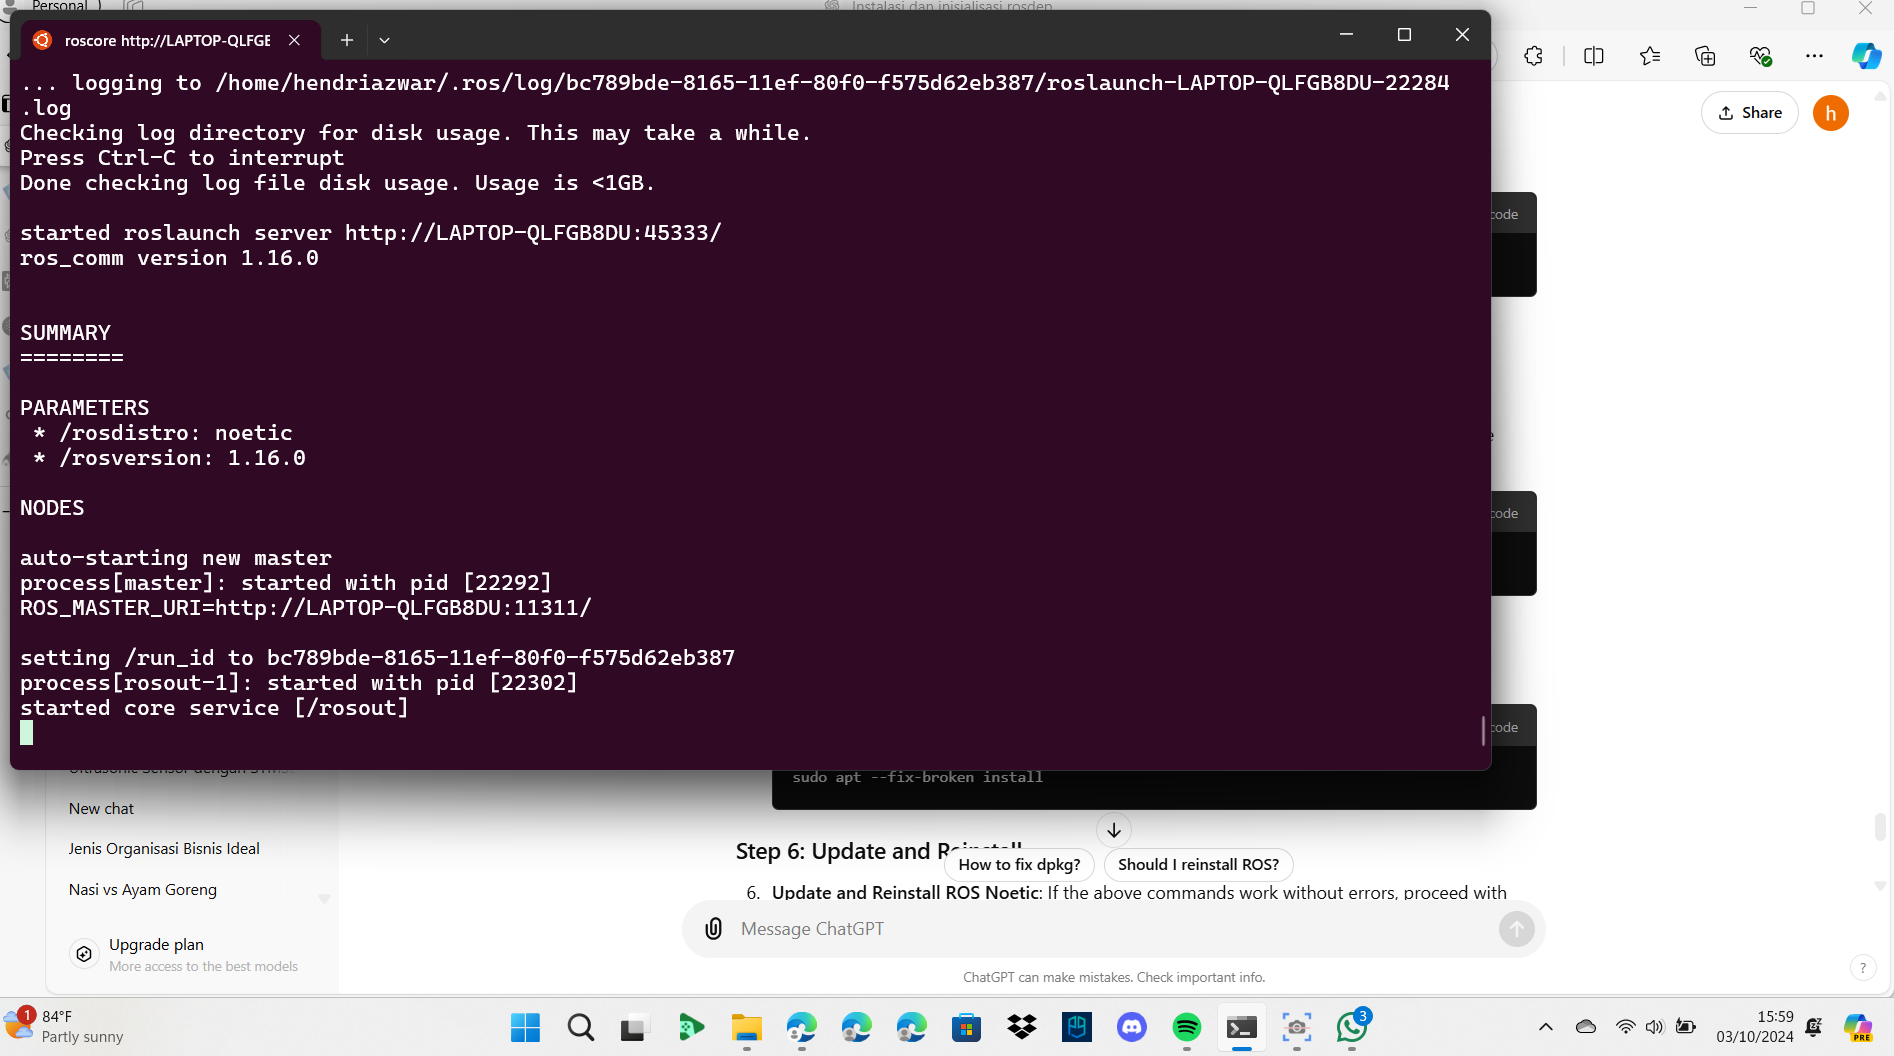 Personal
Instalasi dan inisialisasi rosdep
roscore http://LAPTOP-QLFGE
... logging to /home/hendriazwar/.ros/log/bc789bde-8165-11ef-80f0-f575d62eb387/roslaunch-LAPTOP-QLFGB8DU-22284
.log
Checking log directory for disk usage. This may take a while.
Press Ctrl-C to interrupt
Done checking log file disk usage. Usage is <1GB.
started roslaunch server http://LAPTOP-QLFGB8DU:45333/
ros_comm version 1.16.0
SUMMARY
========
PARAMETERS
* /rosdistro: noetic
* /rosversion: 1.16.0
NODES
auto-starting new master
process[master]: started with pid [22292]
ROS_MASTER_URI=http://LAPTOP-QLFGB8DU:11311/
setting /run_id to bc789bde-8165-11ef-80f0-f575d62eb387
process[rosout-1]: started with pid [22302]
started core service [/rosout]
Share
h
code
code
code
sudo apt --fix-broken install
Step 6: Update and Reinstall
How to fix dpkg?
Should I reinstall ROS?
6. Update and Reinstall ROS Noetic: If the above commands work without errors, proceed with
Message ChatGPT
ChatGPT can make mistakes. Check important info.
?
New chat
Jenis Organisasi Bisnis Ideal
Nasi vs Ayam Goreng
Upgrade plan
More access to the best models
1
84°F
Partly sunny
3
15:59
03/10/2024
PRE